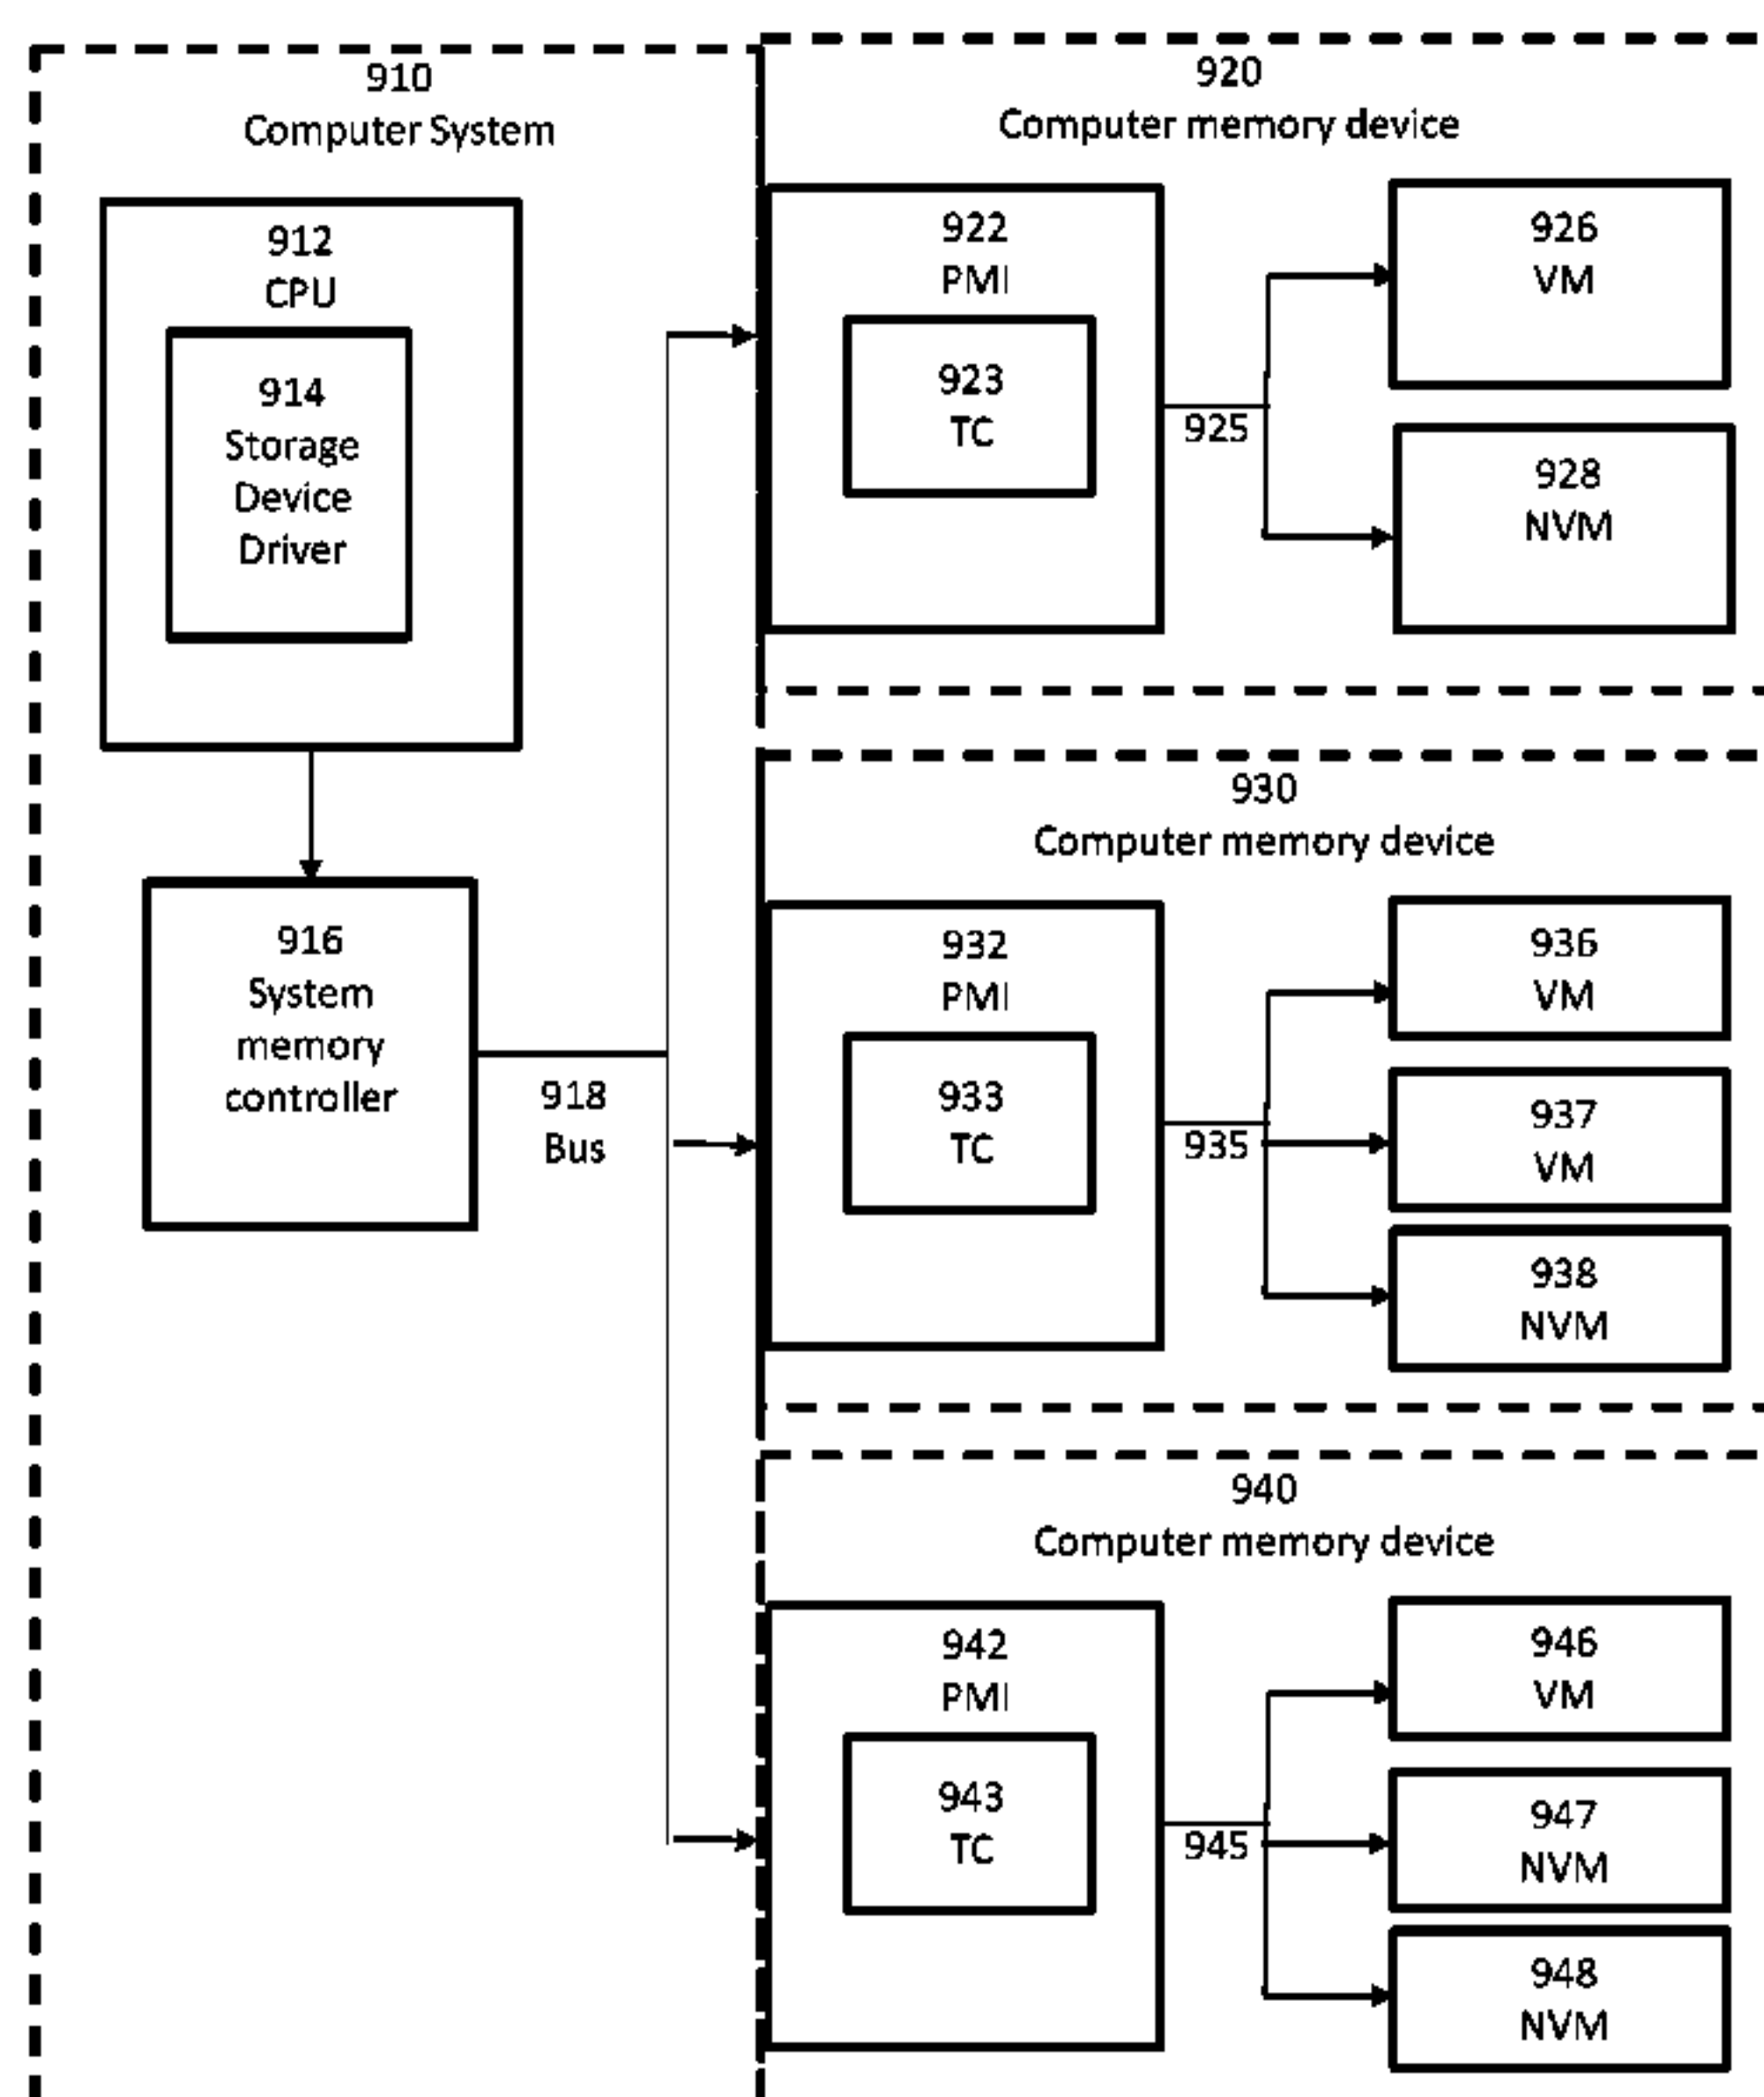 910
Computer System
912
CPU
914
Storage
Device
Driver
916
System
memory
controller
918
Bus
920
Computer memory device
922
PMI
923
TC
925
926
VM
928
NVM
930
Computer memory device
932
PMI
933
TC
935
936
VM
937
VM
938
NVM
940
Computer memory device
942
PMI
943
TC
945
946
VM
947
NVM
948
NVM